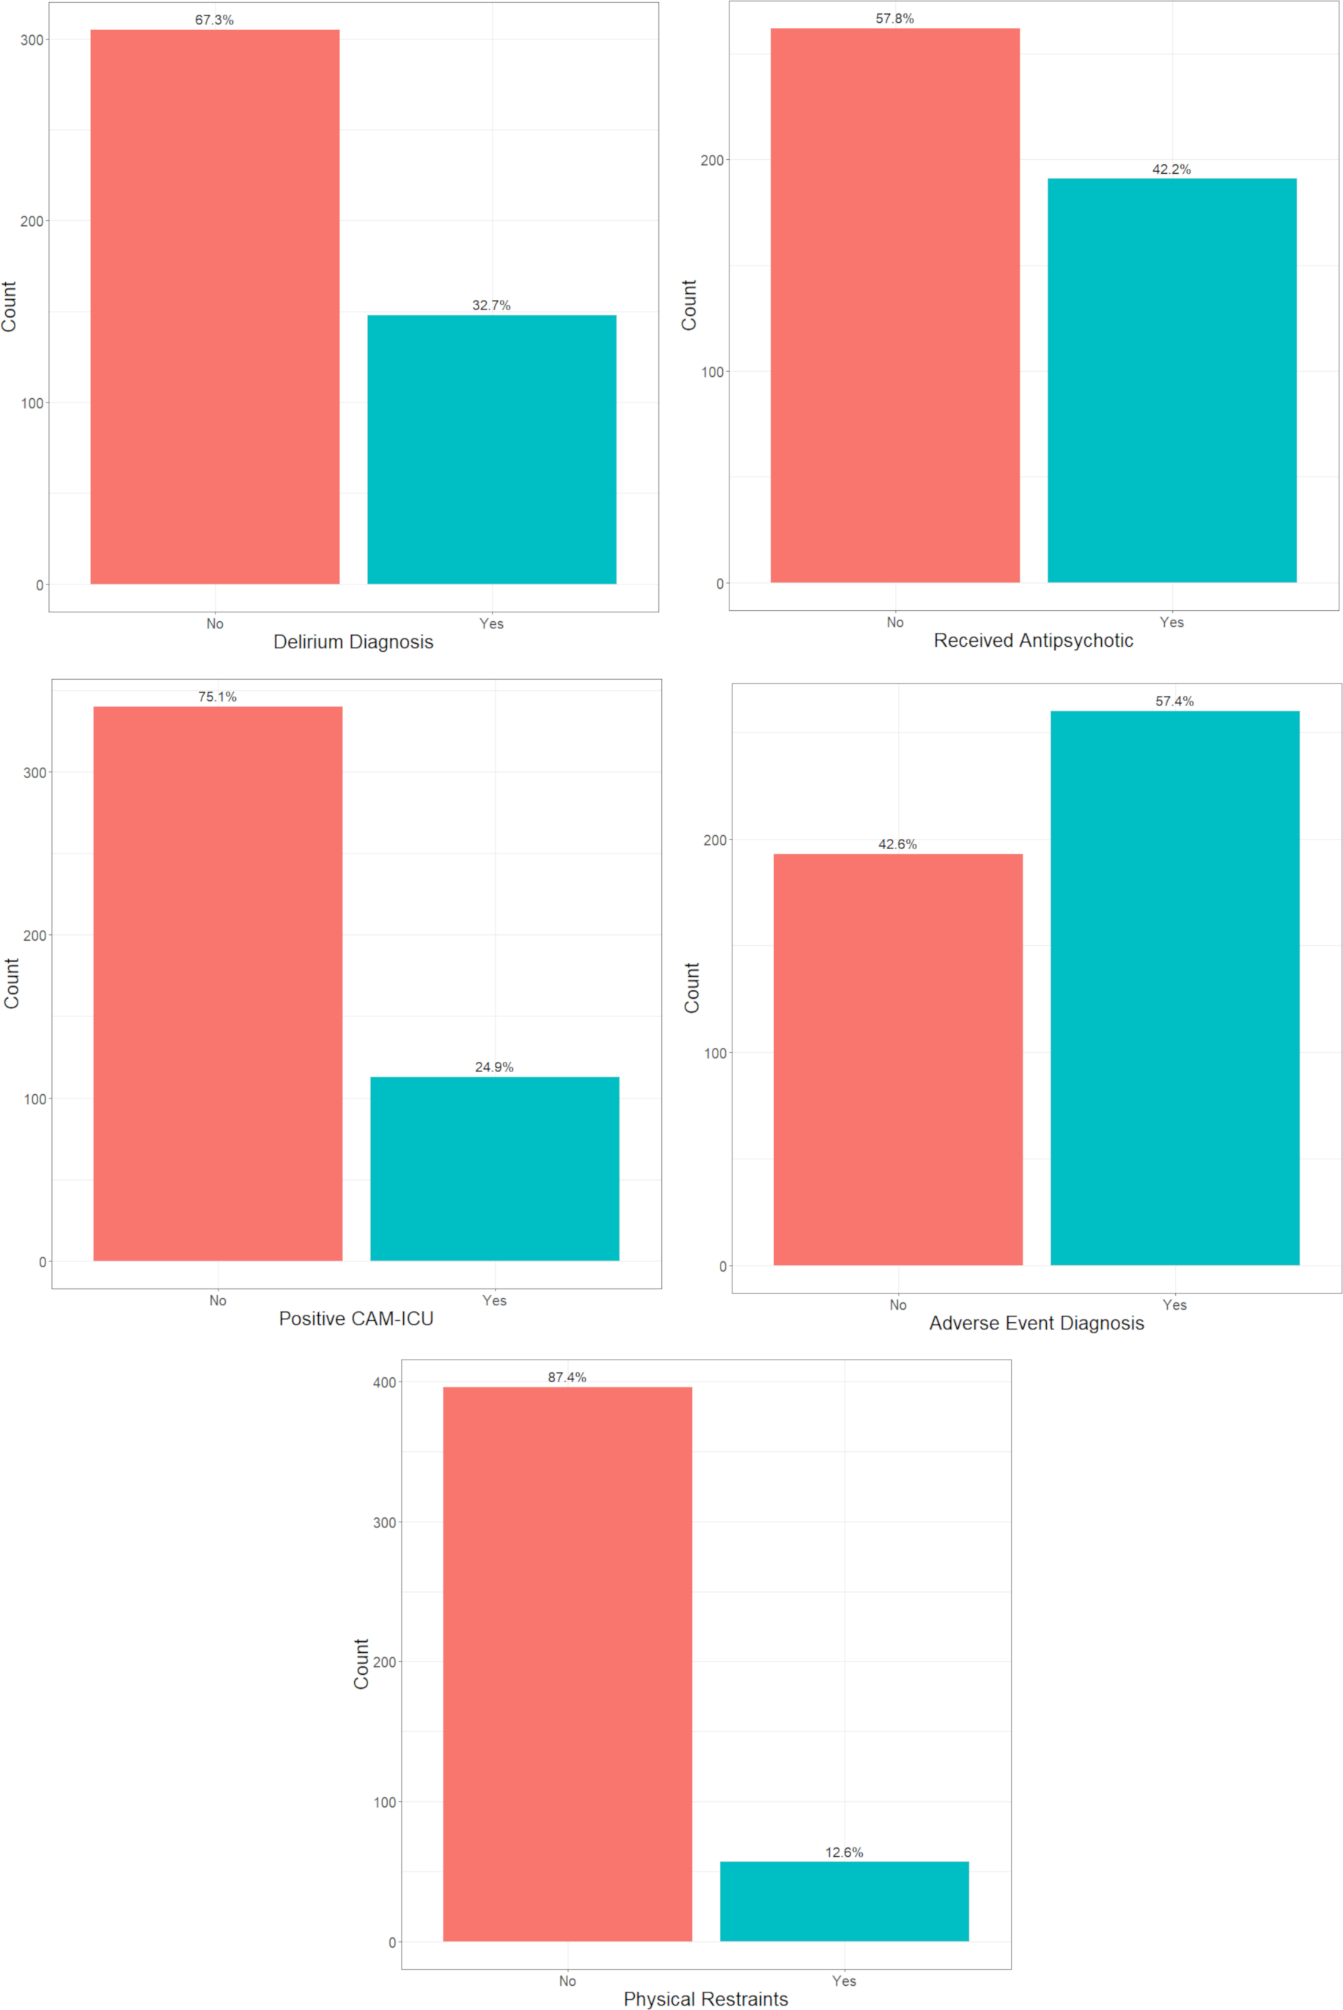 67.3%
300
200
32.7%
Count
100
0
No Yes
Delirium Diagnosis
57.8%
200
42.2%
Count
100
0
No Yes
Received Antipsychotic
75.1%
300
200
Count
24.9%
100
0
No Yes
Positive CAM-ICU
57.4%
200
42.6%
Count
100
0
No Yes
Adverse Event Diagnosis
87.4%
400
300
200
Count
100
12.6%
0
No Yes
Physical Restraints